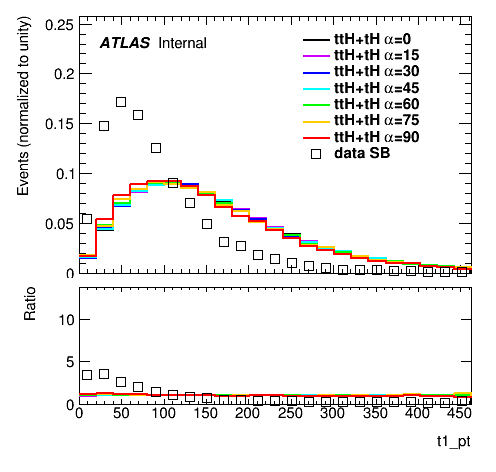 ATLAS Internal
ttH+tH α=0
ttH+tH α=15
ttH+tH α=30
ttH+tH α=45
ttH+tH α=60
ttH+tH α=75
ttH+tH α=90
data SB
Events (normalized to unity)
0.25
0.2
0.15
0.1
0.05
0
Ratio
10
5
0
0 50 100 150 200 250 300 350 400 450
t1_pt